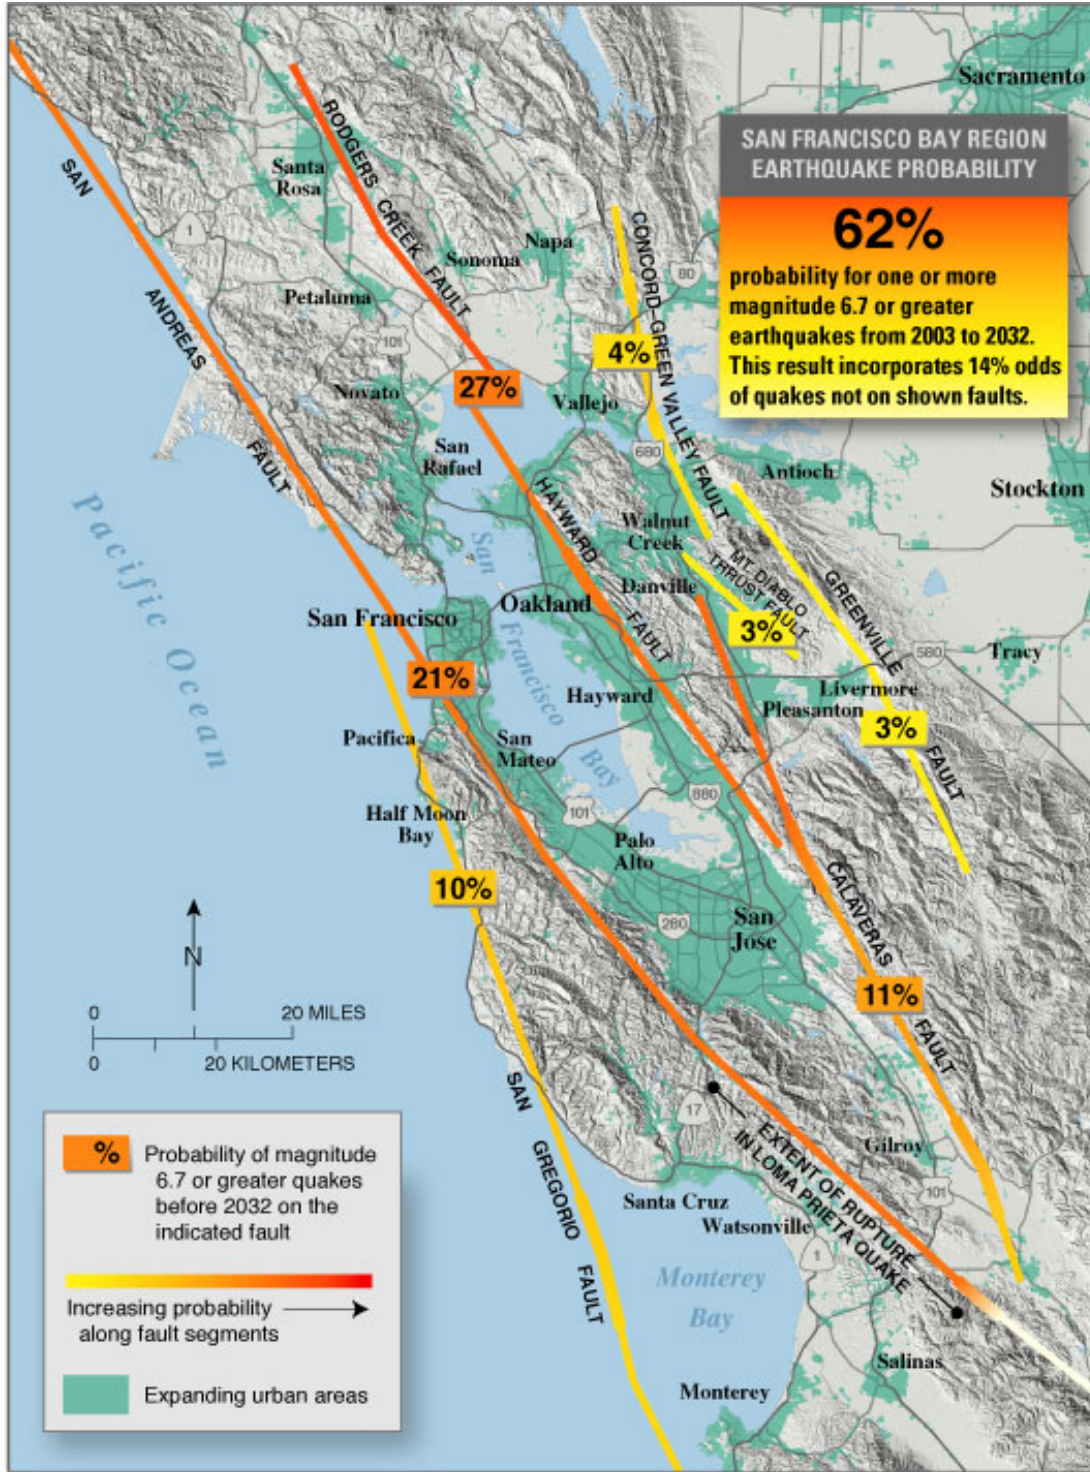 Sacramento
SAN FRANCISCO BAY REGION
EARTHQUAKE PROBABILITY
62%
probability for one or more
magnitude 6.7 or greater
earthquakes from 2003 to 2032.
This result incorporates 14% odds
of quakes not on shown faults.
SAN
ANDREAS
FAULT
RODGERS
CREEK
FAULT
Santa
Rosa
1
Sonoma
Napa
Petaluma
101
CONCORD–GREEN VALLEY FAULT
80
4%
27%
Novato
Vallejo
San
Rafael
680
Antioch
Stockton
HAYWARD
FAULT
Walnut
Creek
MT. DIABLO
THRUST FAULT
Danville
3%
GREENVILLE
FAULT
580
Tracy
Pacific Ocean
San Francisco Bay
San Francisco
Oakland
21%
Hayward
Livermore
Pleasanton
3%
Pacifica
San
Mateo
880
101
Half Moon
Bay
Palo
Alto
10%
280
San
Jose
CALAVERAS
FAULT
11%
N
0 20 MILES
0 20 KILOMETERS
SAN
GREGORIO
FAULT
17
EXTENT OF RUPTURE
IN LOMA PRIETA QUAKE
Gilroy
101
Santa Cruz
Watsonville
1
Monterey
Bay
Salinas
Monterey
%
Probability of magnitude
6.7 or greater quakes
before 2032 on the
indicated fault
Increasing probability
along fault segments
Expanding urban areas